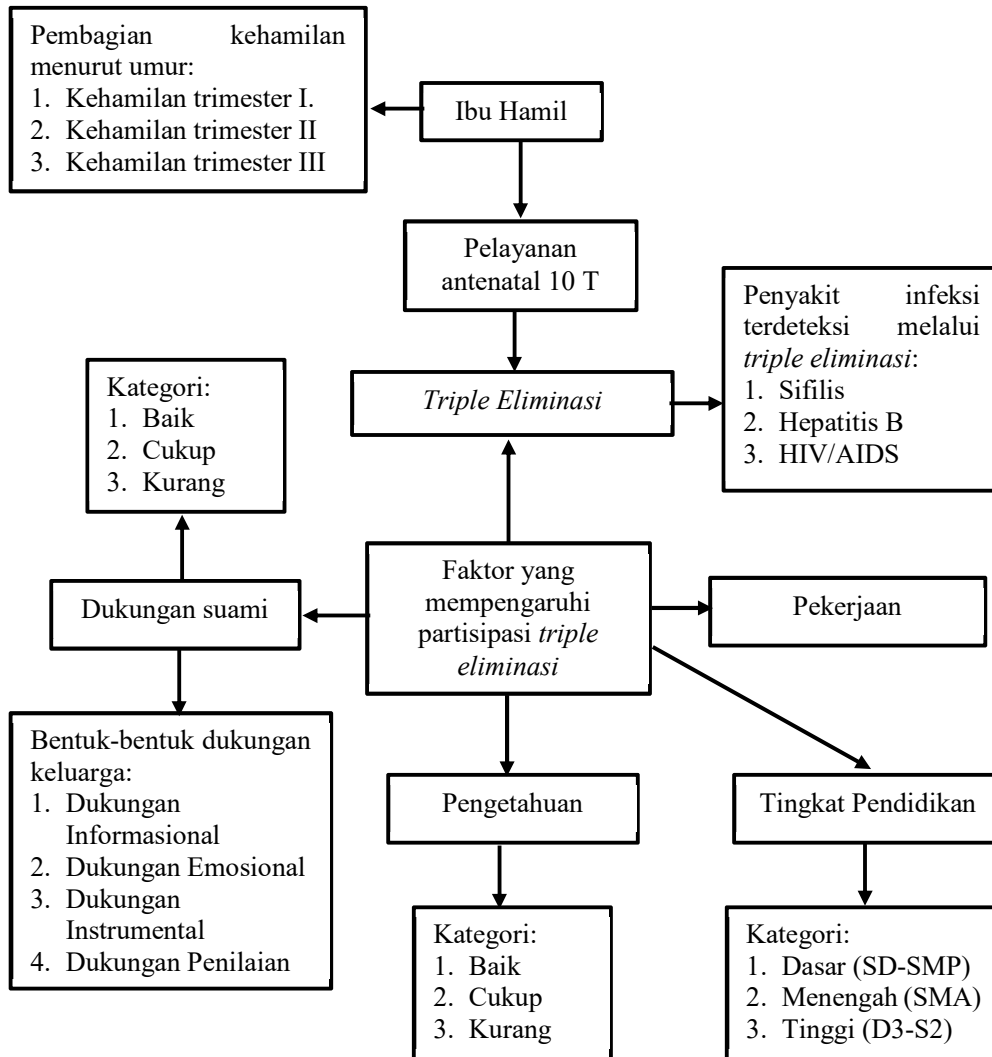 Pembagian kehamilan
menurut umur:
1. Kehamilan trimester I.
2. Kehamilan trimester II
3. Kehamilan trimester III
Ibu Hamil
Pelayanan
antenatal 10 T
Penyakit infeksi
terdeteksi melalui
triple eliminasi:
1. Sifilis
2. Hepatitis B
3. HIV/AIDS
Triple Eliminasi
Kategori:
1. Baik
2. Cukup
3. Kurang
Dukungan suami
Faktor yang
mempengaruhi
partisipasi triple
eliminasi
Pekerjaan
Bentuk-bentuk dukungan
keluarga:
1. Dukungan
Informasional
2. Dukungan Emosional
3. Dukungan
Instrumental
4. Dukungan Penilaian
Pengetahuan
Tingkat Pendidikan
Kategori:
1. Baik
2. Cukup
3. Kurang
Kategori:
1. Dasar (SD-SMP)
2. Menengah (SMA)
3. Tinggi (D3-S2)